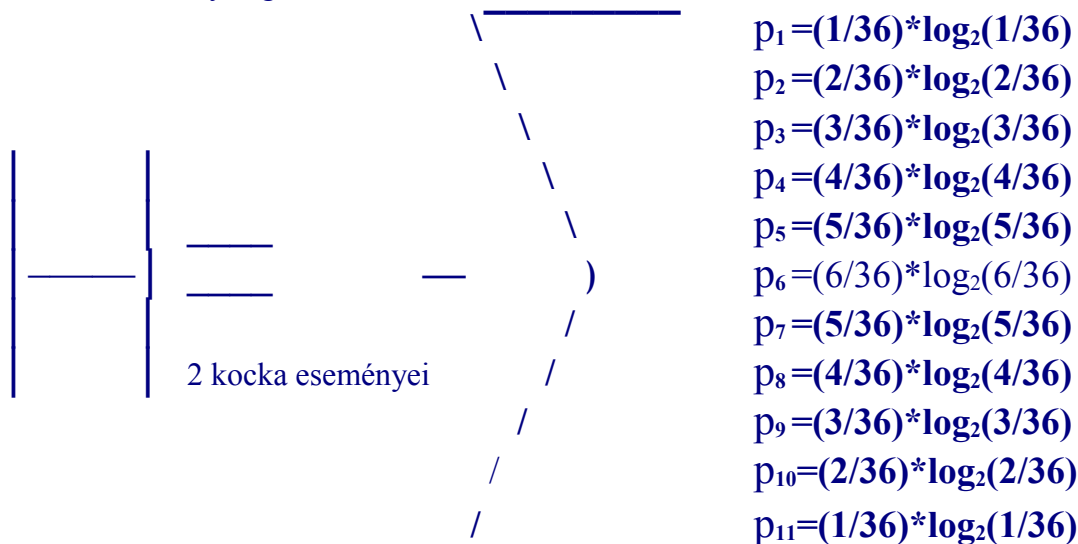 p₁ =(1/36)*log₂(1/36)
p₂ =(2/36)*log₂(2/36)
p₃ =(3/36)*log₂(3/36)
p₄ =(4/36)*log₂(4/36)
p₅ =(5/36)*log₂(5/36)
p₆ =(6/36)*log₂(6/36)
p₇ =(5/36)*log₂(5/36)
2 kocka eseményei
p₈ =(4/36)*log₂(4/36)
p₉ =(3/36)*log₂(3/36)
p₁₀=(2/36)*log₂(2/36)
p₁₁=(1/36)*log₂(1/36)